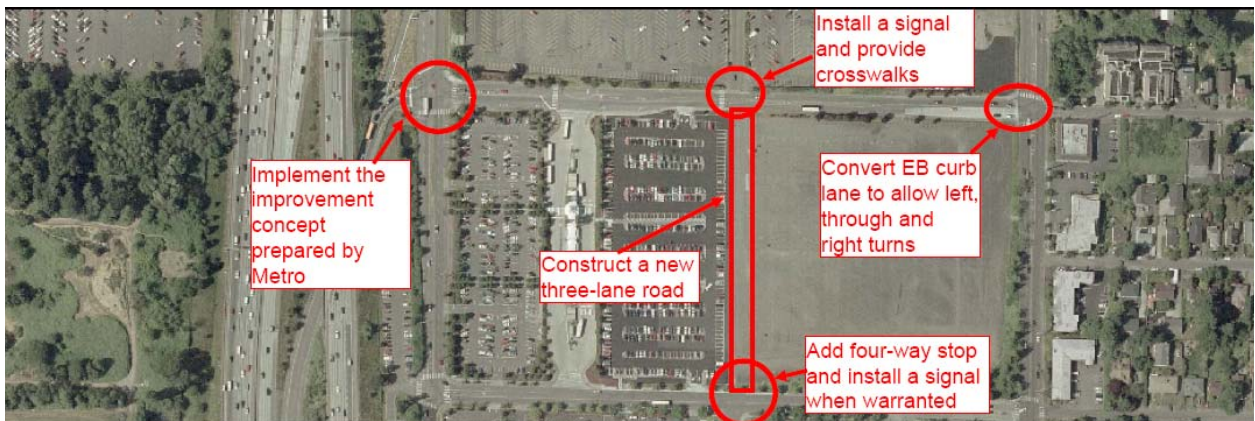 Install a signal
and provide
crosswalks
Implement the
improvement
concept
prepared by
Metro
Construct a new
three-lane road
Convert EB curb
lane to allow left,
through and
right turns
Add four-way stop
and install a signal
when warranted